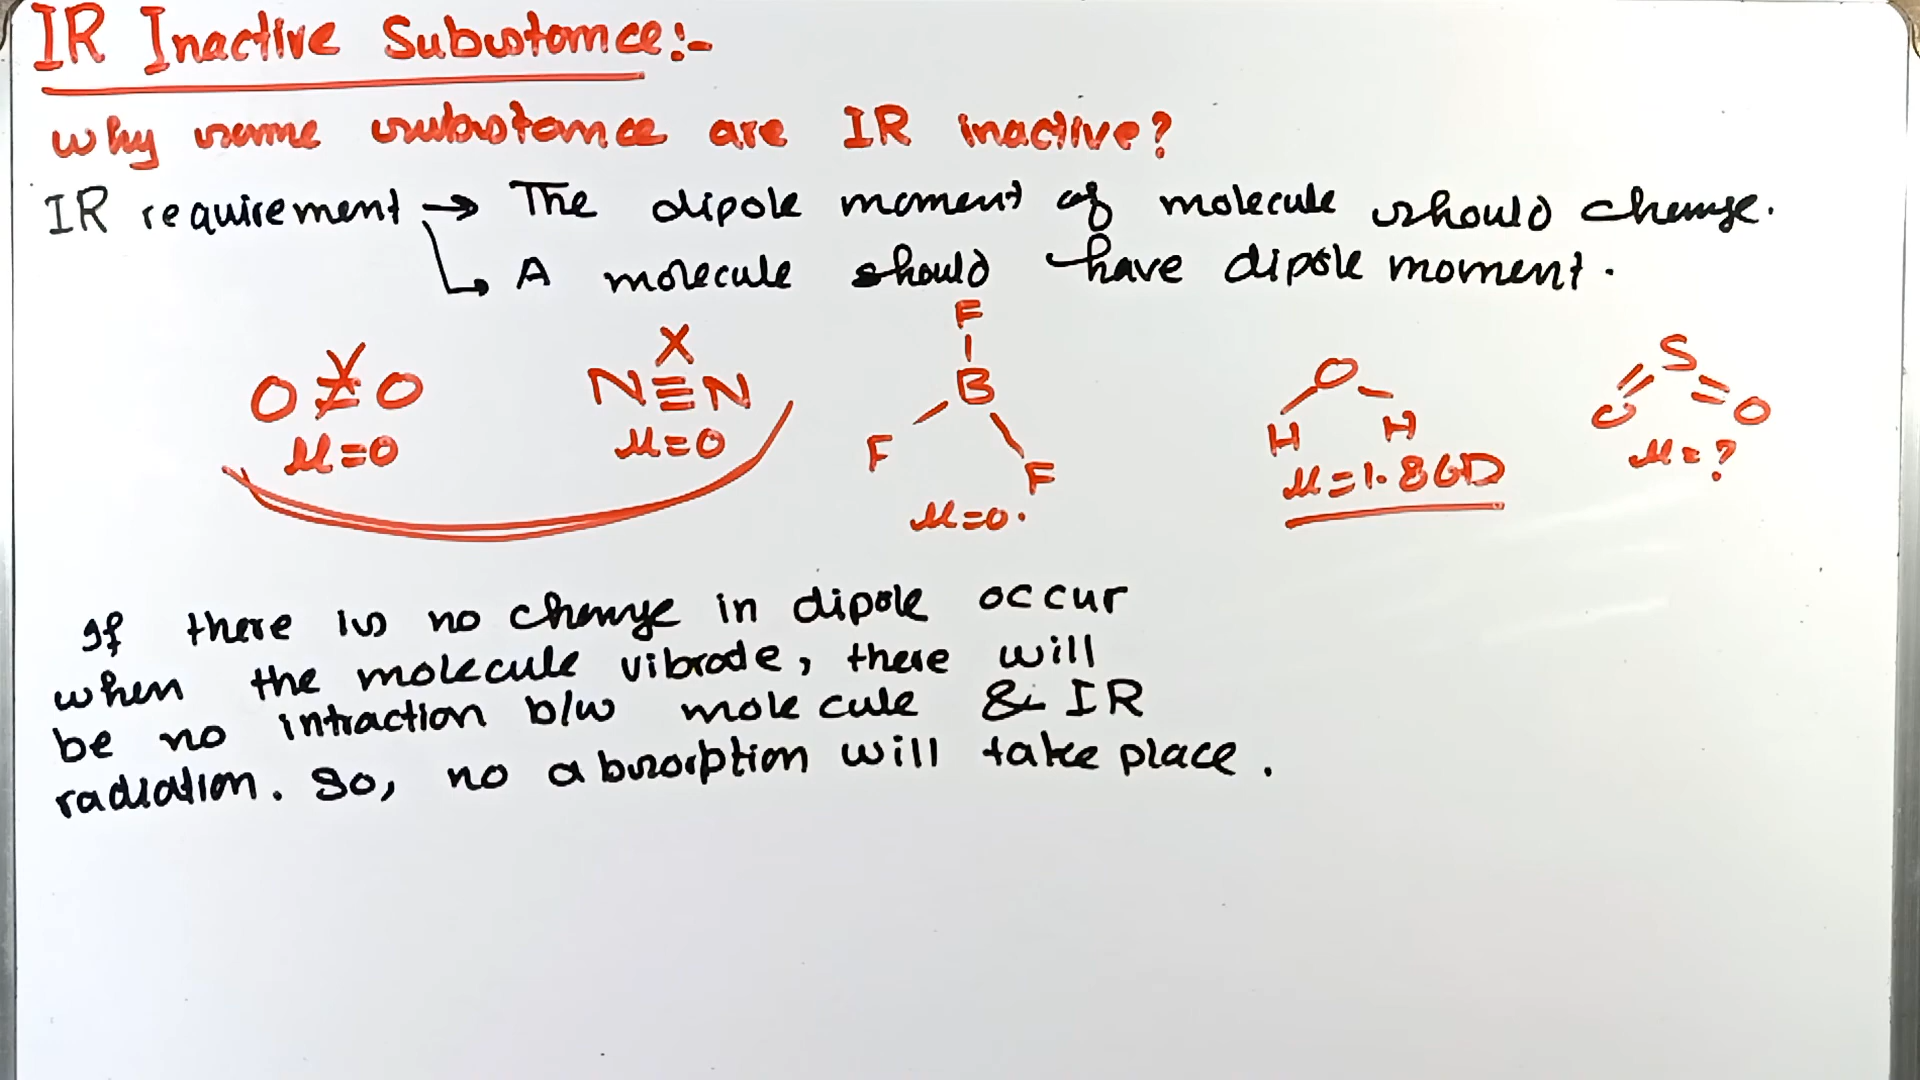 IR Inactive Substance:-
Why some substance are IR inactive?
IR requirement → The dipole moment of molecule should change.
↳ A molecule should have dipole moment.
O=O
μ=0
X
N≡N
μ=0
F
B
F F
μ=0.
O
H H
μ=1.86D
S
O O
μ=?
If there is no change in dipole occur
when the molecule vibrade, there will
be no intraction b/w molecule & IR
radiation. So, no absorption will take place.